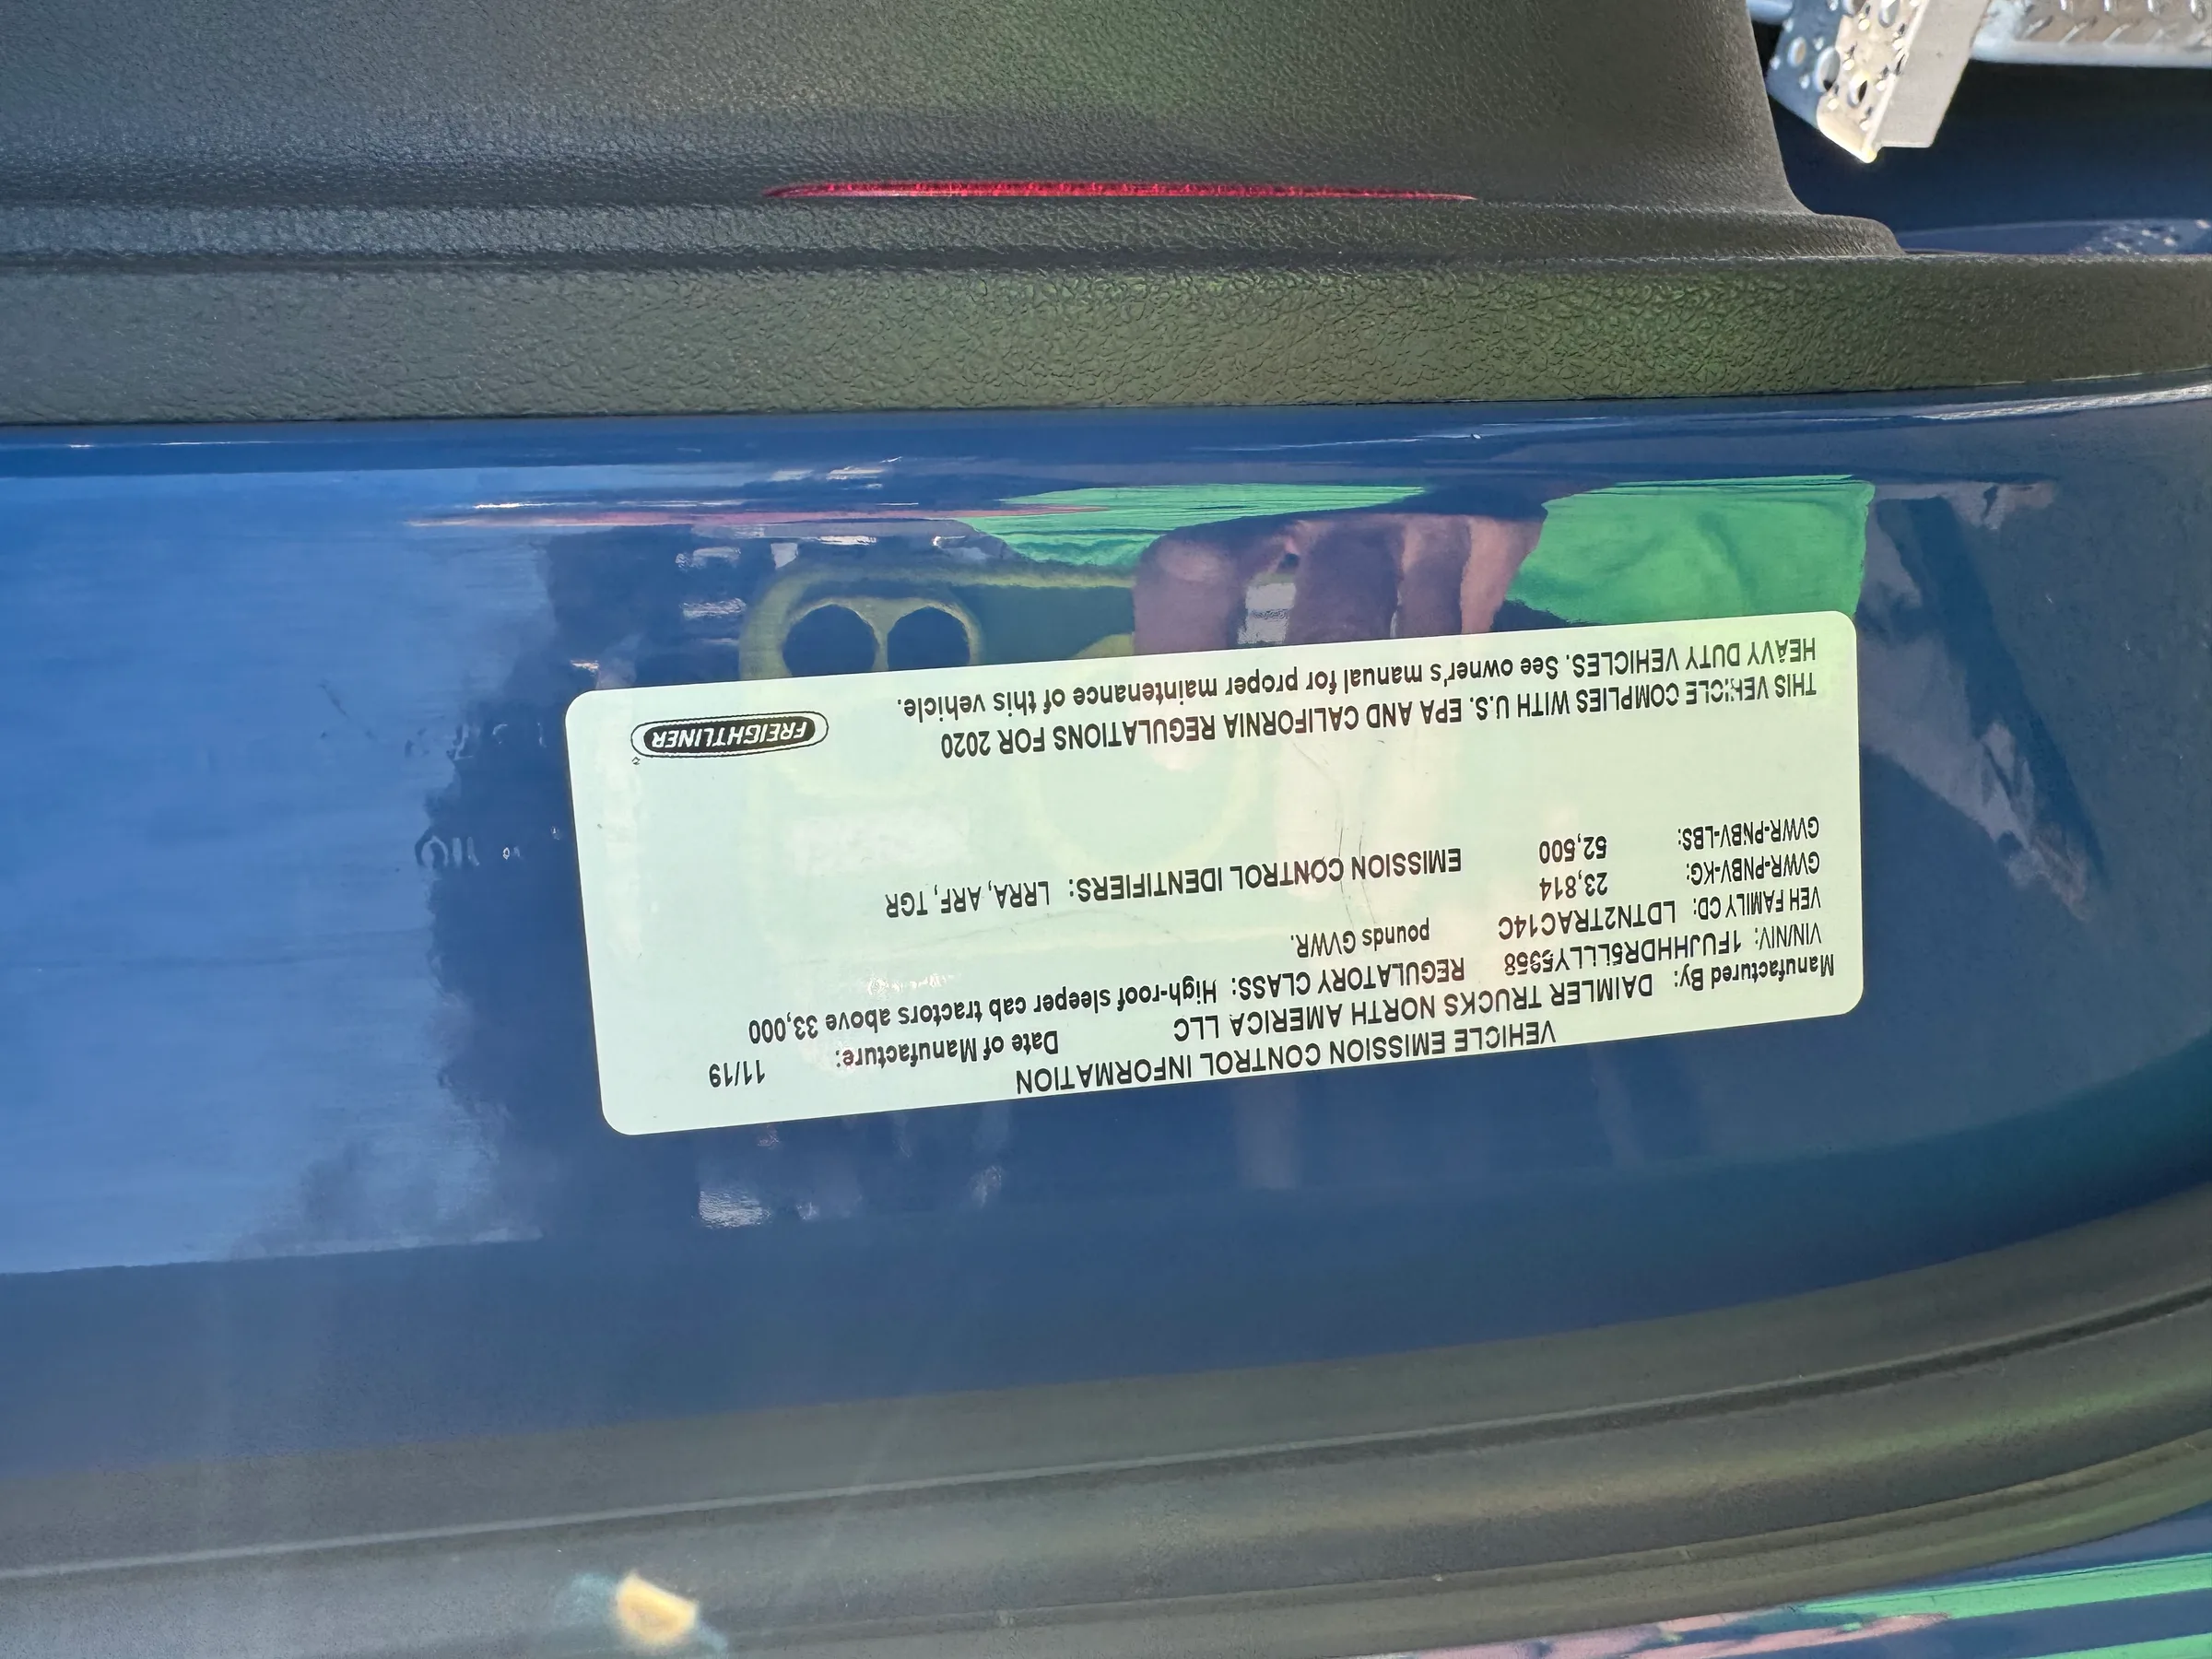 VEHICLE EMISSION CONTROL INFORMATION
Manufactured By: DAIMLER TRUCKS NORTH AMERICA LLC Date of Manufacture: 11/19
VIN/NIV: REGULATORY CLASS: High-roof sleeper cab tractors above 33,000
VEH FAMILY CD: LDTN2TRAC14C pounds GVWR.
GVWR-PNBV-KG: 23,814
GVWR-PNBV-LBS: 52,500 EMISSION CONTROL IDENTIFIERS: LRRA, ARF, TGR
THIS VEHICLE COMPLIES WITH U.S. EPA AND CALIFORNIA REGULATIONS FOR 2020
HEAVY DUTY VEHICLES. See owner's manual for proper maintenance of this vehicle.
FREIGHTLINER